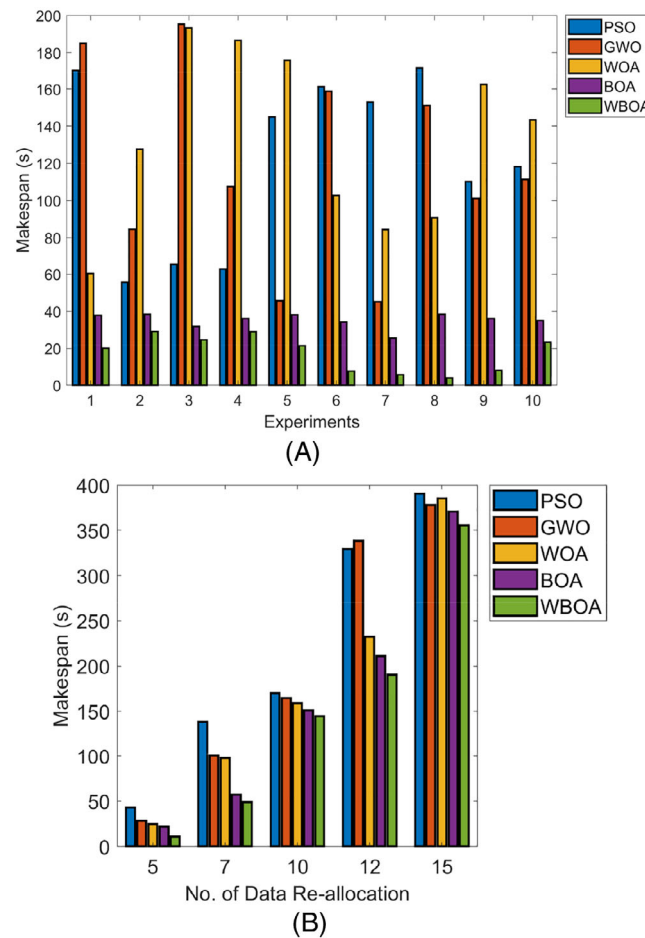 200
180
160
140
120
100
80
60
40
20
0
Makespan (s)
1 2 3 4 5 6 7 8 9 10
Experiments
PSO
GWO
WOA
BOA
WBOA
(A)
400
350
300
250
200
150
100
50
0
Makespan (s)
5 7 10 12 15
No. of Data Re-allocation
PSO
GWO
WOA
BOA
WBOA
(B)